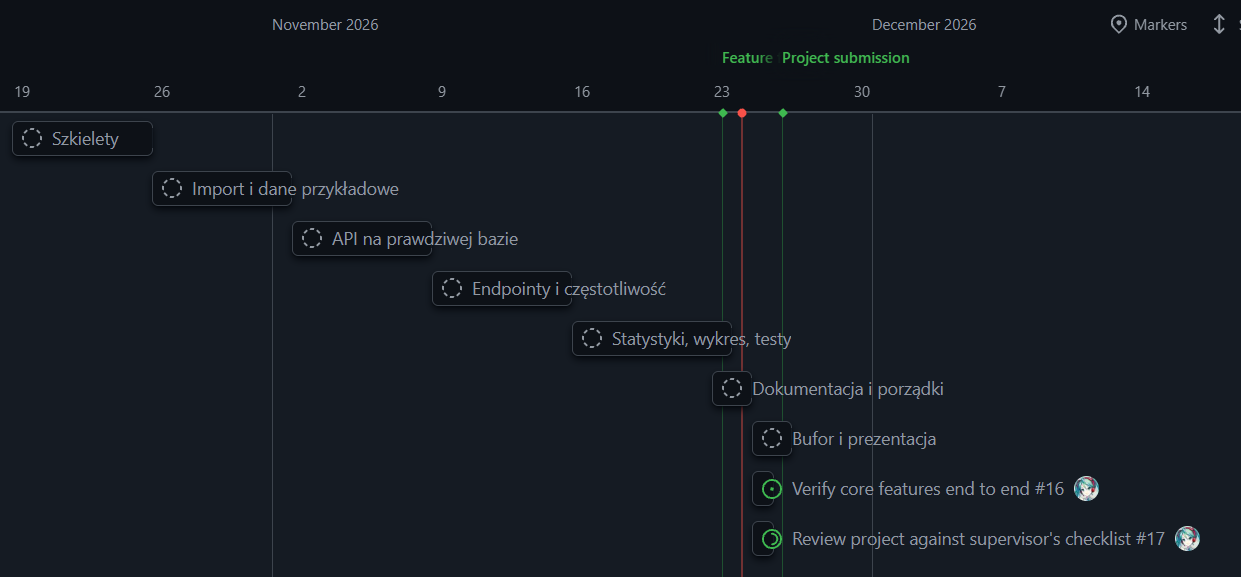 November 2026
December 2026
Markers
Feature
Project submission
19
26
2
9
16
23
30
7
14
Szkielety
Import i dane przykładowe
API na prawdziwej bazie
Endpointy i częstotliwość
Statystyki, wykres, testy
Dokumentacja i porządki
Bufor i prezentacja
Verify core features end to end #16
Review project against supervisor's checklist #17